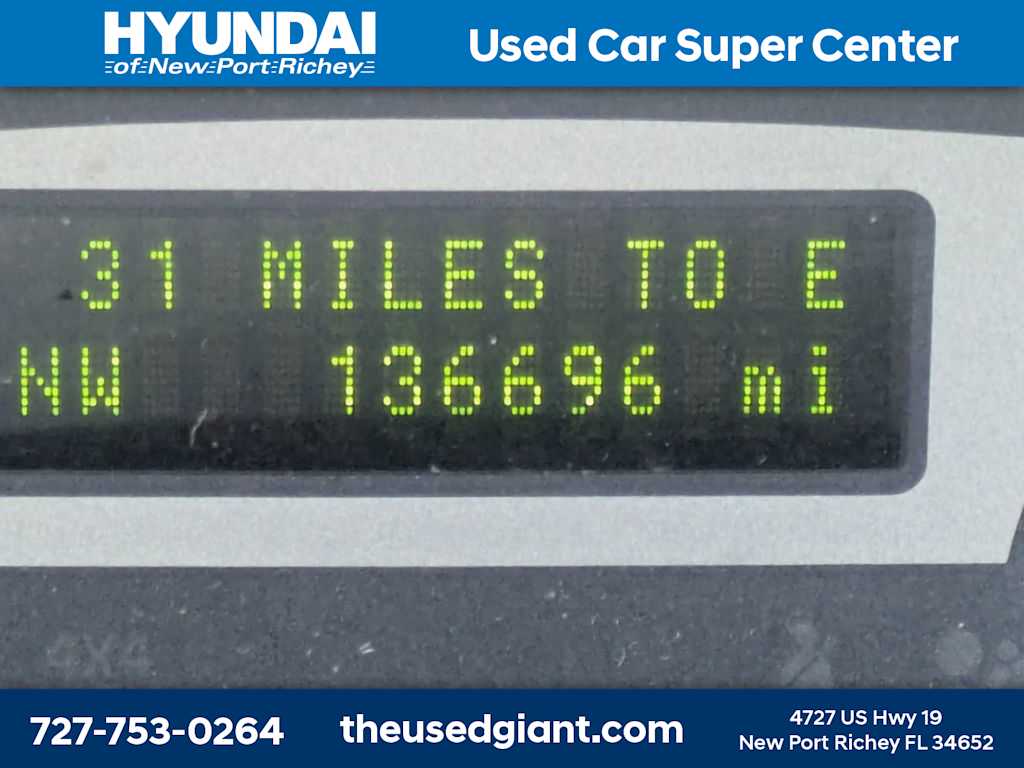 HYUNDAI
of New Port Richey
Used Car Super Center
31 MILES TO E
NW 136696 mi
4X4
727-753-0264
theusedgiant.com
4727 US Hwy 19
New Port Richey FL 34652